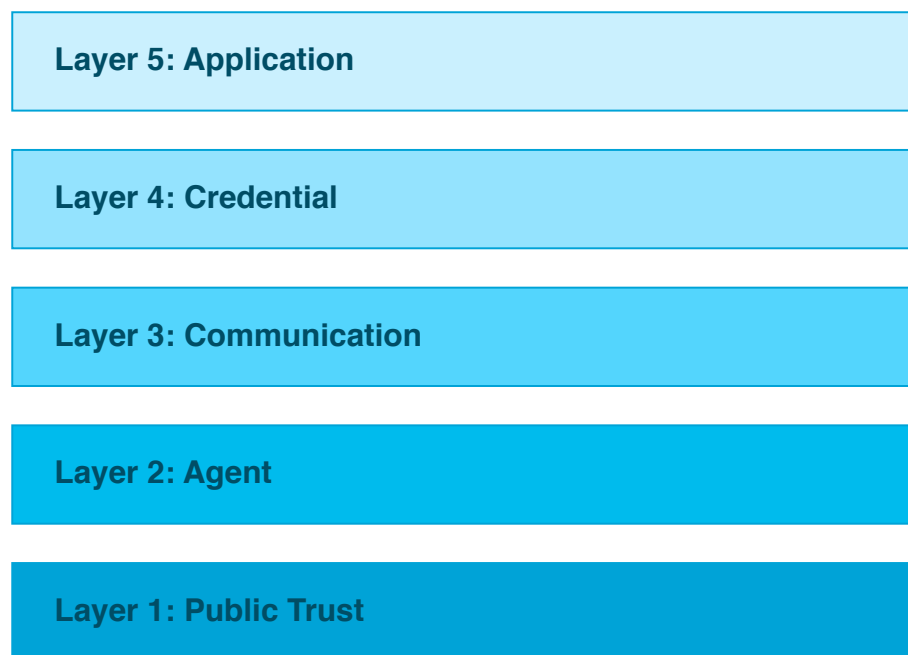 Layer 5: Application
Layer 4: Credential
Layer 3: Communication
Layer 2: Agent
Layer 1: Public Trust